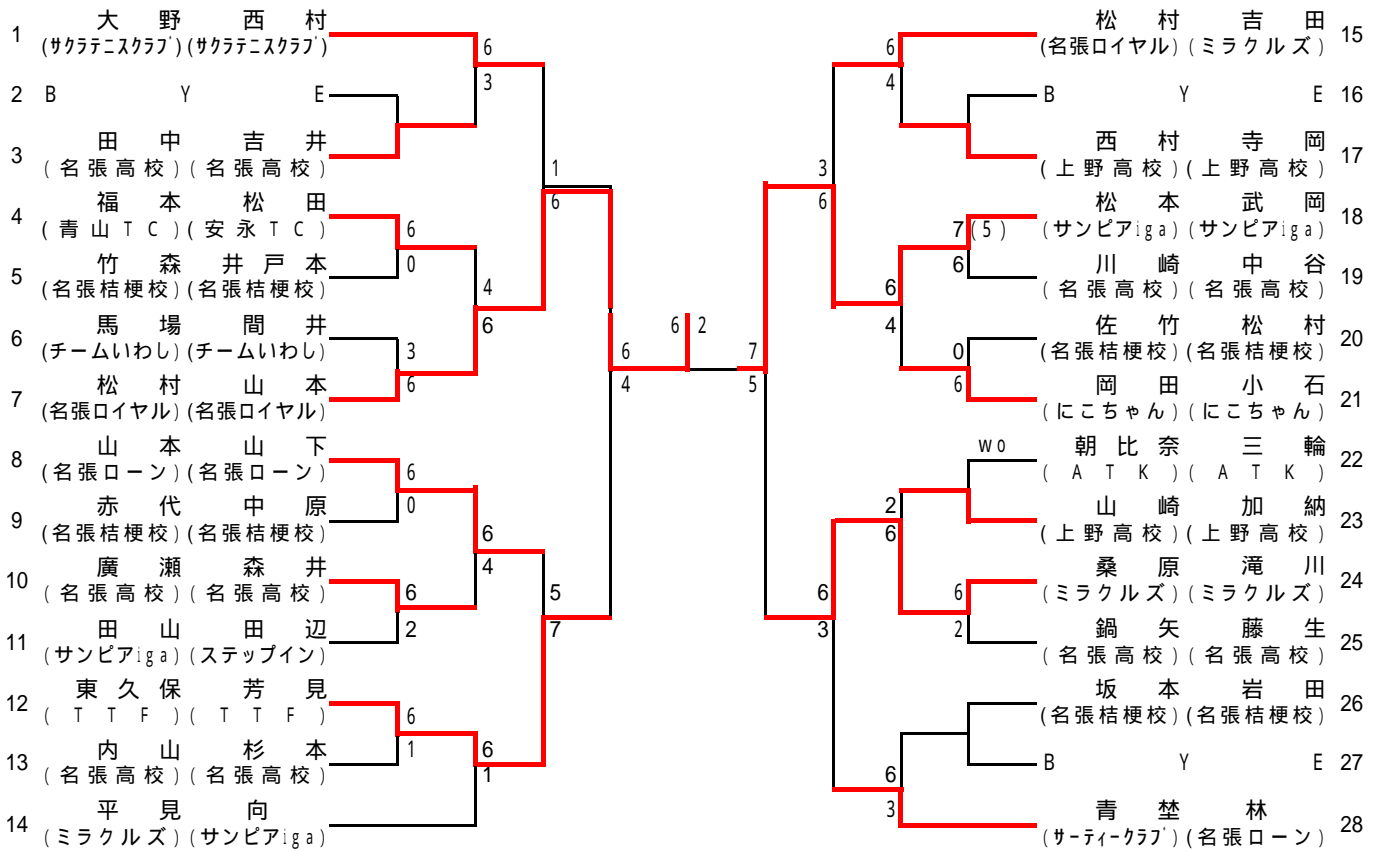 1 大野 西村
(サクラテニスクラブ) (サクラテニスクラブ)
2 BYE
3 田中 吉井
(名張高校) (名張高校)
4 福本 松田
(青山TC) (安永TC)
5 竹森 井戸本
(名張桔梗校) (名張桔梗校)
6 馬場 間井
(チームいわし) (チームいわし)
7 松村 山本
(名張ロイヤル) (名張ロイヤル)
8 山本 山下
(名張ローン) (名張ローン)
9 赤代 中原
(名張桔梗校) (名張桔梗校)
10 廣瀬 森井
(名張高校) (名張高校)
11 田山 田辺
(サンピアiga) (ステップイン)
12 東久保 芳見
(TTF) (TTF)
13 内山 杉本
(名張高校) (名張高校)
14 平見 向
(ミラクルズ) (サンピアiga)
6
0
3
6
6
0
6
2
6
1
6
3
4
6
6
4
6
1
1
6
5
7
6
4
6 2
7
5
3
6
6
3
6
4
6
4
2
6
6
3
7(5)
6
0
6
wo
6
2
松村 吉田 15
(名張ロイヤル) (ミラクルズ)
BYE 16
西村 寺岡 17
(上野高校) (上野高校)
松本 武岡 18
(サンピアiga) (サンピアiga)
川崎 中谷 19
(名張高校) (名張高校)
佐竹 松村 20
(名張桔梗校) (名張桔梗校)
岡田 小石 21
(にこちゃん) (にこちゃん)
朝比奈 三輪 22
(ATK) (ATK)
山崎 加納 23
(上野高校) (上野高校)
桑原 滝川 24
(ミラクルズ) (ミラクルズ)
鍋矢 藤生 25
(名張高校) (名張高校)
坂本 岩田 26
(名張桔梗校) (名張桔梗校)
BYE 27
青埜 林 28
(サーティークラブ) (名張ローン)